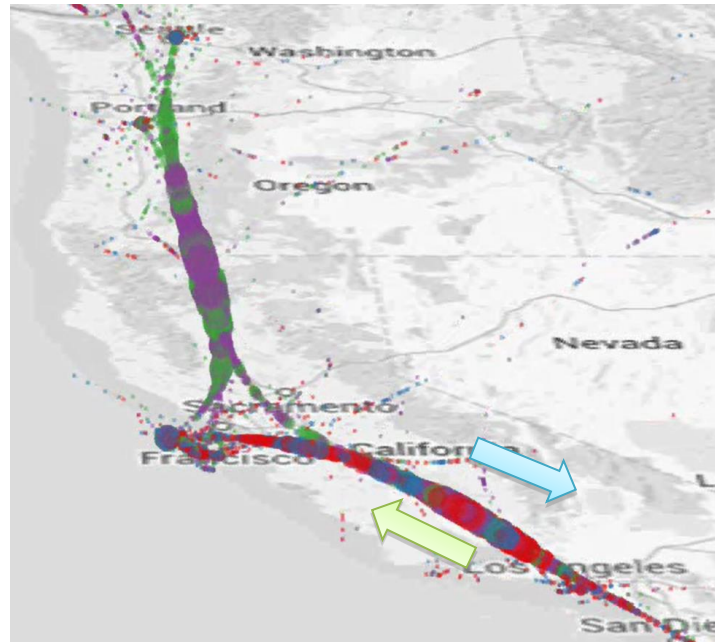 Seattle
Washington
Portland
Oregon
Nevada
Sacramento
Francisco
California
L
Los Angeles
San Die